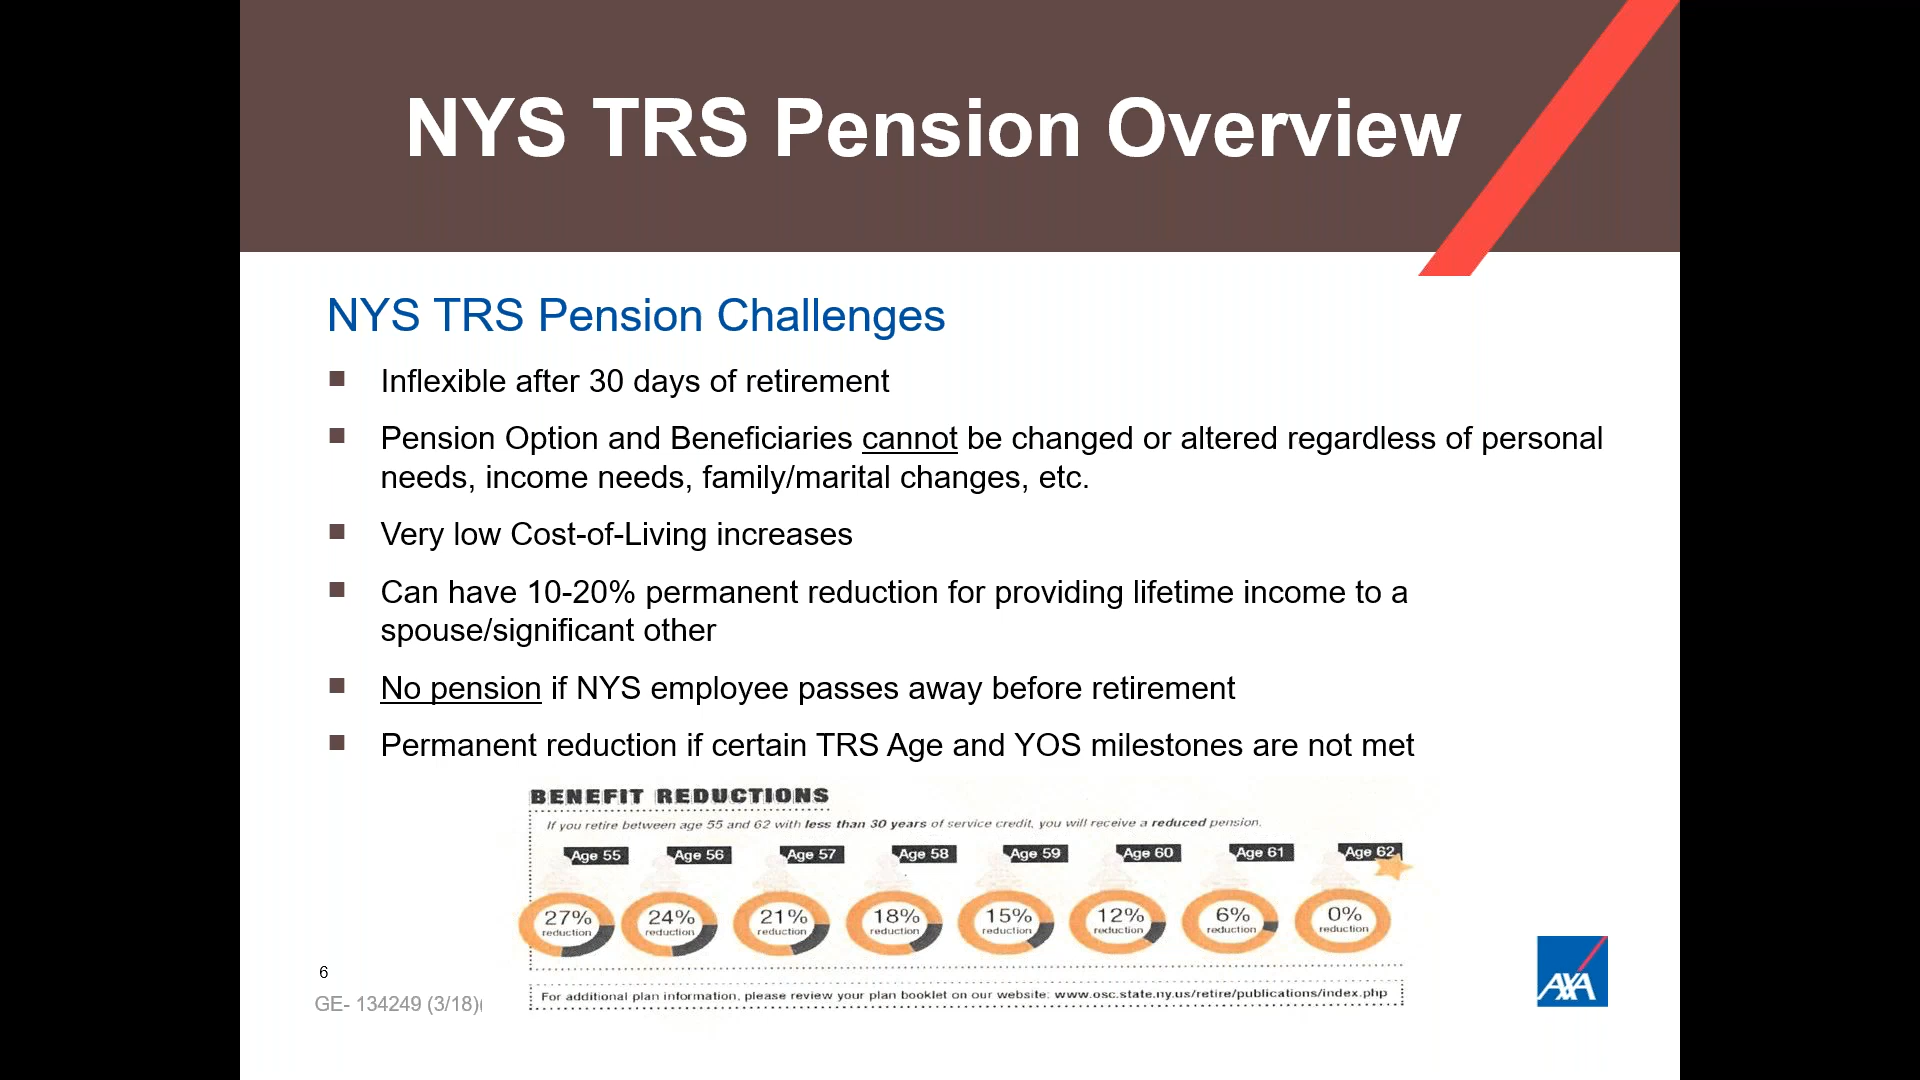 NYS TRS Pension Overview
NYS TRS Pension Challenges
Inflexible after 30 days of retirement
Pension Option and Beneficiaries cannot be changed or altered regardless of personal
needs, income needs, family/marital changes, etc.
Very low Cost-of-Living increases
Can have 10-20% permanent reduction for providing lifetime income to a
spouse/significant other
No pension if NYS employee passes away before retirement
Permanent reduction if certain TRS Age and YOS milestones are not met
BENEFIT REDUCTIONS
If you retire between age 55 and 62 with less than 30 years of service credit, you will receive a reduced pension.
Age 55 Age 56 Age 57 Age 58 Age 59 Age 60 Age 61 Age 62
27% 24% 21% 18% 15% 12% 6% 0%
reduction reduction reduction reduction reduction reduction reduction reduction
For additional plan information, please review your plan booklet on our website: www.osc.state.ny.us/retire/publications/index.php
6
GE- 134249 (3/18)(
AXA